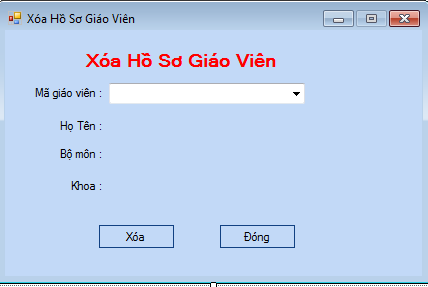 Xóa Hồ Sơ Giáo Viên
Xóa Hồ Sơ Giáo Viên
Mã giáo viên :
Họ Tên :
Bộ môn :
Khoa :
Xóa Đóng